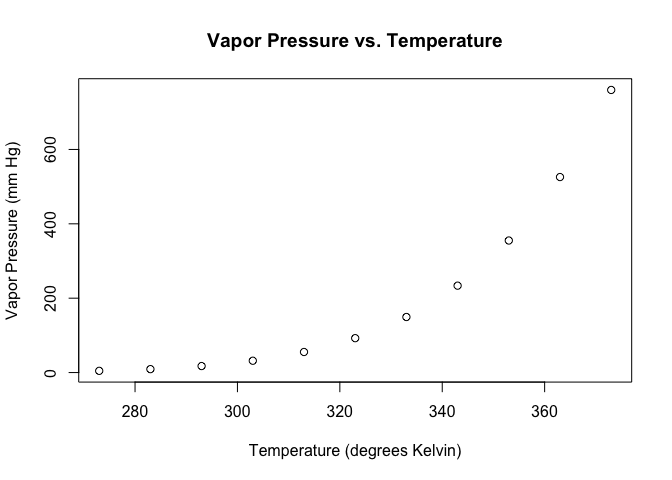 Vapor Pressure vs. Temperature
Vapor Pressure (mm Hg)
600
400
200
0
280 300 320 340 360
Temperature (degrees Kelvin)